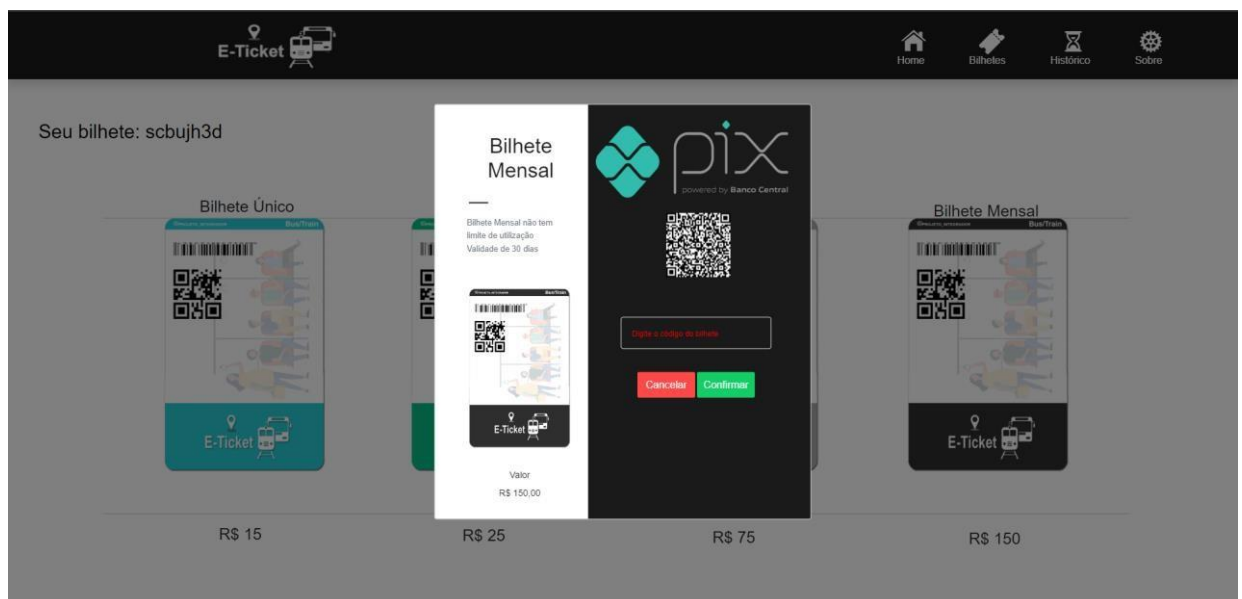 E-Ticket
Home
Bilhetes
Histórico
Sobre
Seu bilhete: scbujh3d
Bilhete Único
Bus/Train
E-Ticket
R$ 15
R$ 25
R$ 75
Bilhete Mensal
Bus/Train
E-Ticket
R$ 150
Bilhete
Mensal
Bilhete Mensal não tem
limite de utilização
Validade de 30 dias
Bus/Train
E-Ticket
Valor
R$ 150,00
pix
powered by Banco Central
Digite o código do bilhete
Cancelar
Confirmar